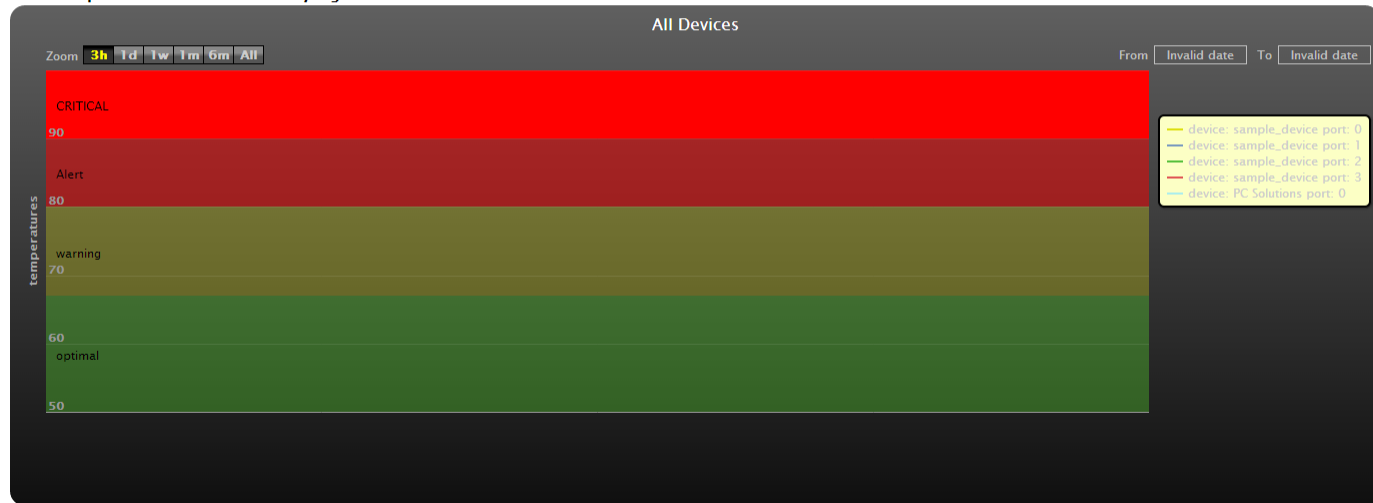 All Devices
Zoom 3h 1d 1w 1m 6m All From Invalid date To Invalid date
CRITICAL
90
Alert
80
warning
70
60
optimal
50
temperatures
device: sample_device port: 0
device: sample_device port: 1
device: sample_device port: 2
device: sample_device port: 3
device: PC Solutions port: 0